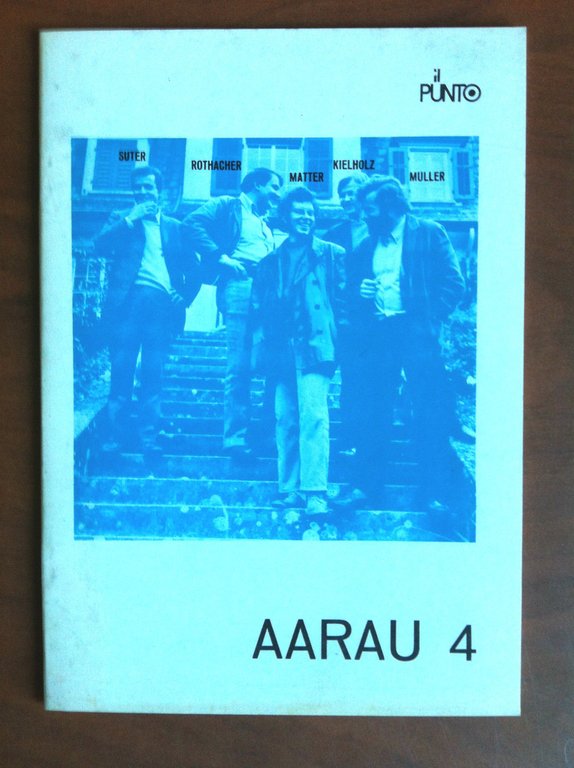 il
PUNTO
SUTER ROTHACHER MATTER KIELHOLZ MULLER
AARAU 4